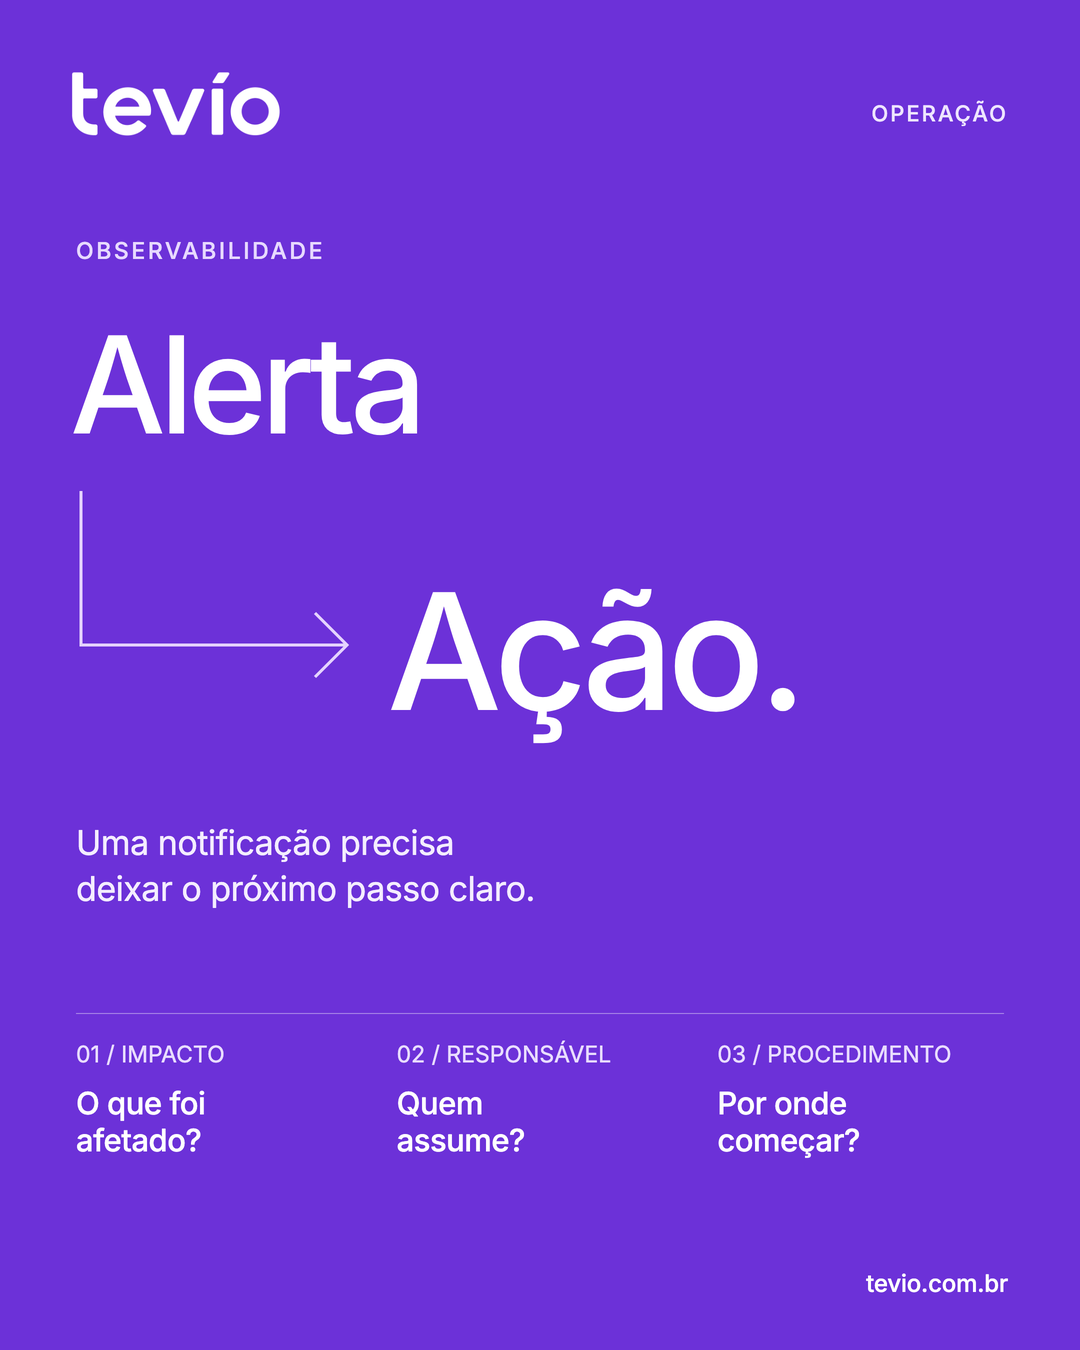 tevío
OPERAÇÃO
OBSERVABILIDADE
Alerta
Ação.
Uma notificação precisa
deixar o próximo passo claro.
01 / IMPACTO
O que foi
afetado?
02 / RESPONSÁVEL
Quem
assume?
03 / PROCEDIMENTO
Por onde
começar?
tevio.com.br